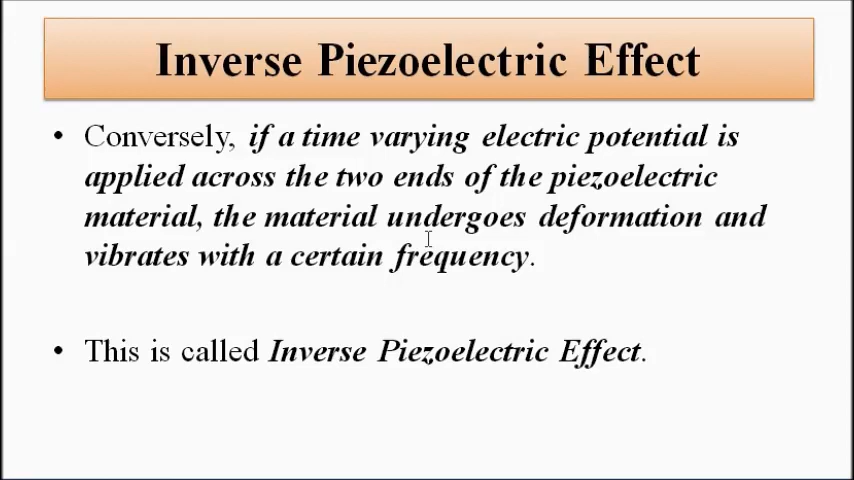 Inverse Piezoelectric Effect
• Conversely, if a time varying electric potential is
applied across the two ends of the piezoelectric
material, the material undergoes deformation and
vibrates with a certain frequency.
• This is called Inverse Piezoelectric Effect.